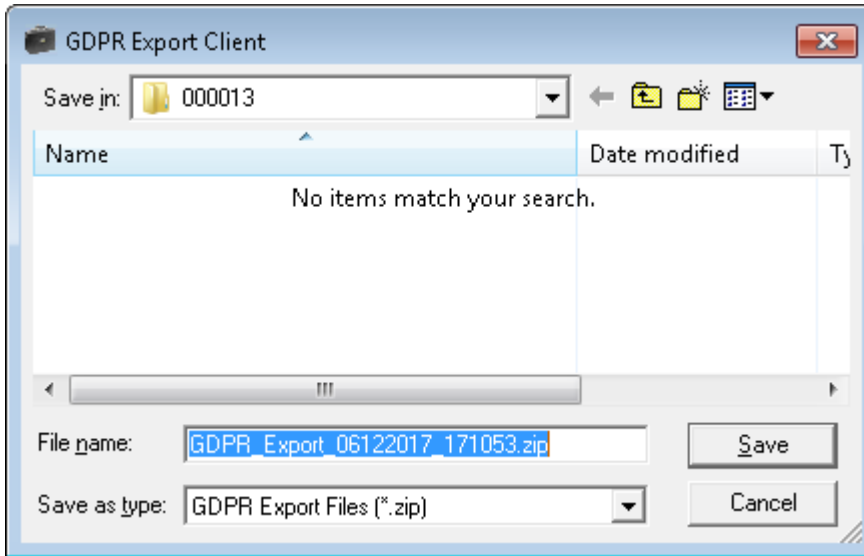 GDPR Export Client
Save in: 000013
Name Date modified Ty
No items match your search.
File name: GDPR_Export_06122017_171053.zip Save
Save as type: GDPR Export Files (*.zip) Cancel